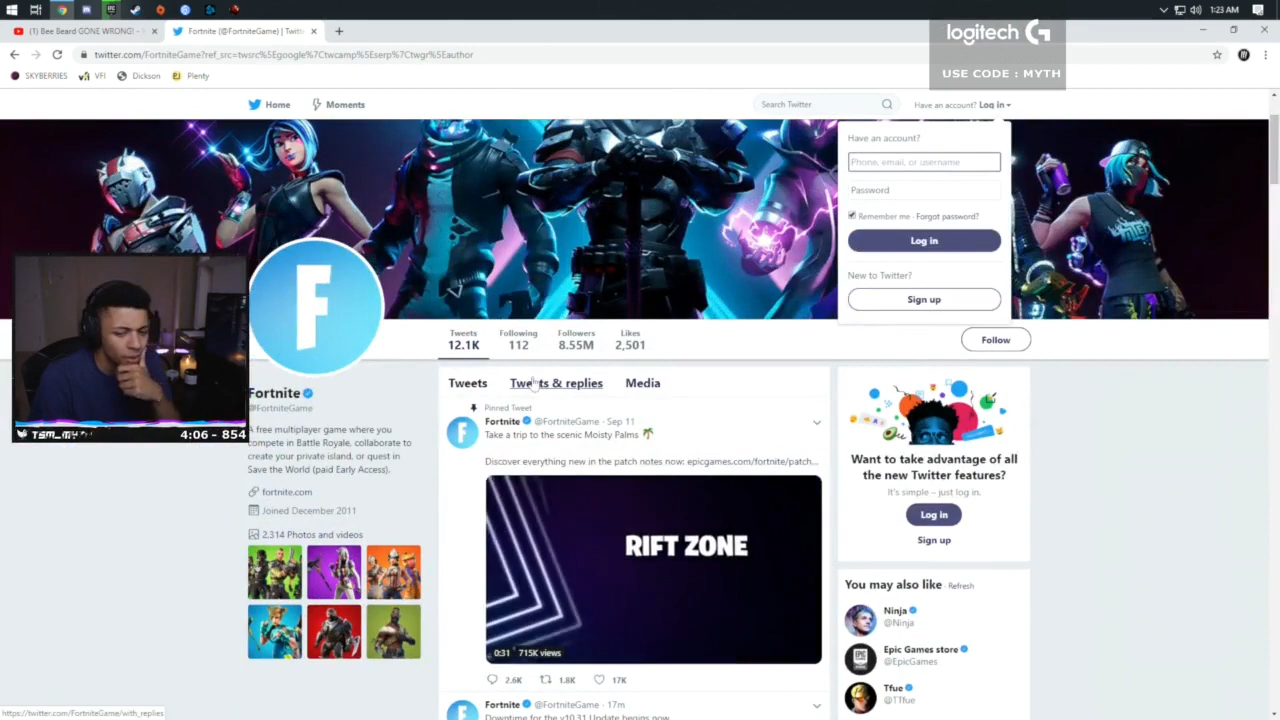 1:23 AM
(1) Bee Beard GONE WRONG! -
Fortnite (@FortniteGame) | Twitt
logitech G
twitter.com/FortniteGame?ref_src=twsrc%5Egoogle%7Ctwcamp%5Eserp%7Ctwgr%5Eauthor
SKYBERRIES
VFI
Dickson
Plenty
USE CODE : MYTH
Home
Moments
Search Twitter
Have an account? Log in
Have an account?
Phone, email, or username
Password
Remember me · Forgot password?
Log in
New to Twitter?
Sign up
Tweets
12.1K
Following
112
Followers
8.55M
Likes
2,501
Follow
F
4:06 - 854
Fortnite
@FortniteGame
A free multiplayer game where you
compete in Battle Royale, collaborate to
create your private island, or quest in
Save the World (paid Early Access).
fortnite.com
Joined December 2011
2,314 Photos and videos
Tweets
Tweets & replies
Media
Pinned Tweet
Fortnite @FortniteGame · Sep 11
Take a trip to the scenic Moisty Palms
Discover everything new in the patch notes now: epicgames.com/fortnite/patch...
RIFT ZONE
0:31 715K views
2.6K
1.8K
17K
Fortnite @FortniteGame · 17m
Downtime for the v10.31 Update begins now
Want to take advantage of all
the new Twitter features?
It's simple – just log in.
Log in
Sign up
You may also like · Refresh
Ninja
@Ninja
Epic Games store
@EpicGames
Tfue
@TTfue
https://twitter.com/FortniteGame/with_replies